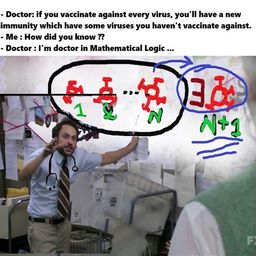 - Doctor: if you vaccinate against every virus, you'll have a new
immunity which have some viruses you haven't vaccinate against.
- Me : How did you know ??
- Doctor : I'm doctor in Mathematical Logic ...
... ∃
1 2 N N+1
FX